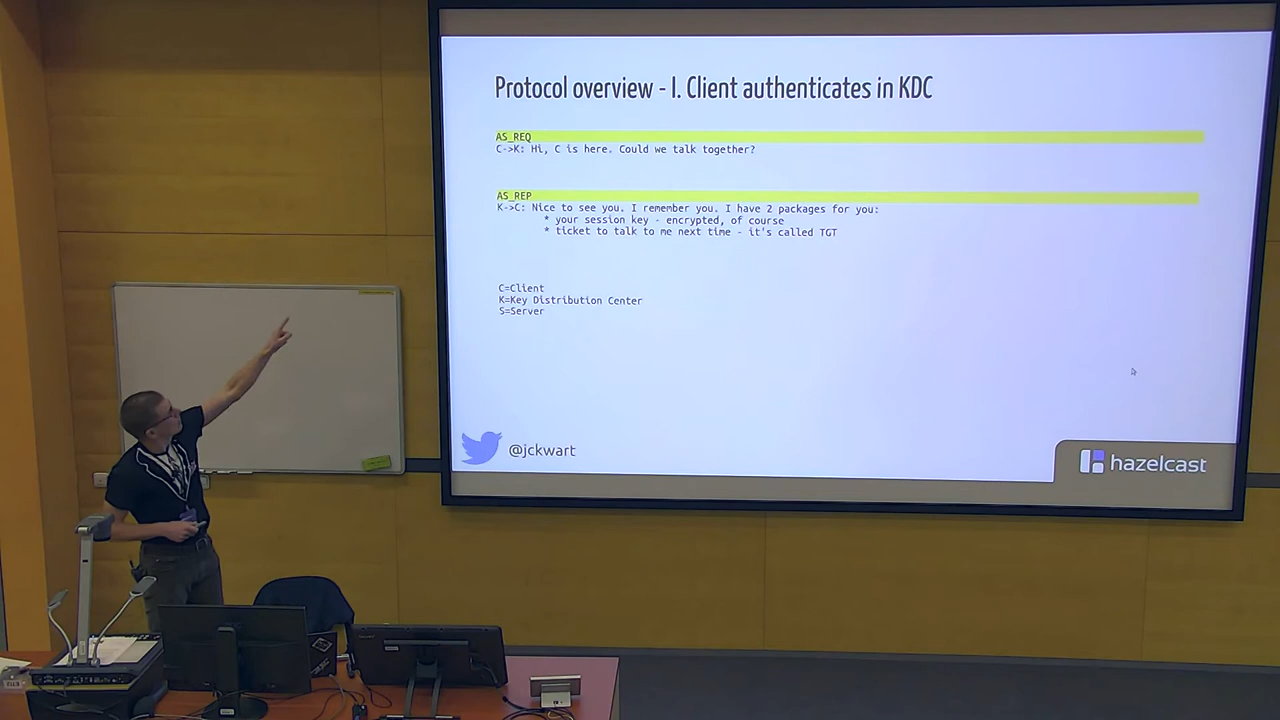 Protocol overview - I. Client authenticates in KDC
AS_REQ
C->K: Hi, C is here. Could we talk together?
AS_REP
K->C: Nice to see you. I remember you. I have 2 packages for you:
* your session key - encrypted, of course
* ticket to talk to me next time - it's called TGT
C=Client
K=Key Distribution Center
S=Server
@jckwart
hazelcast